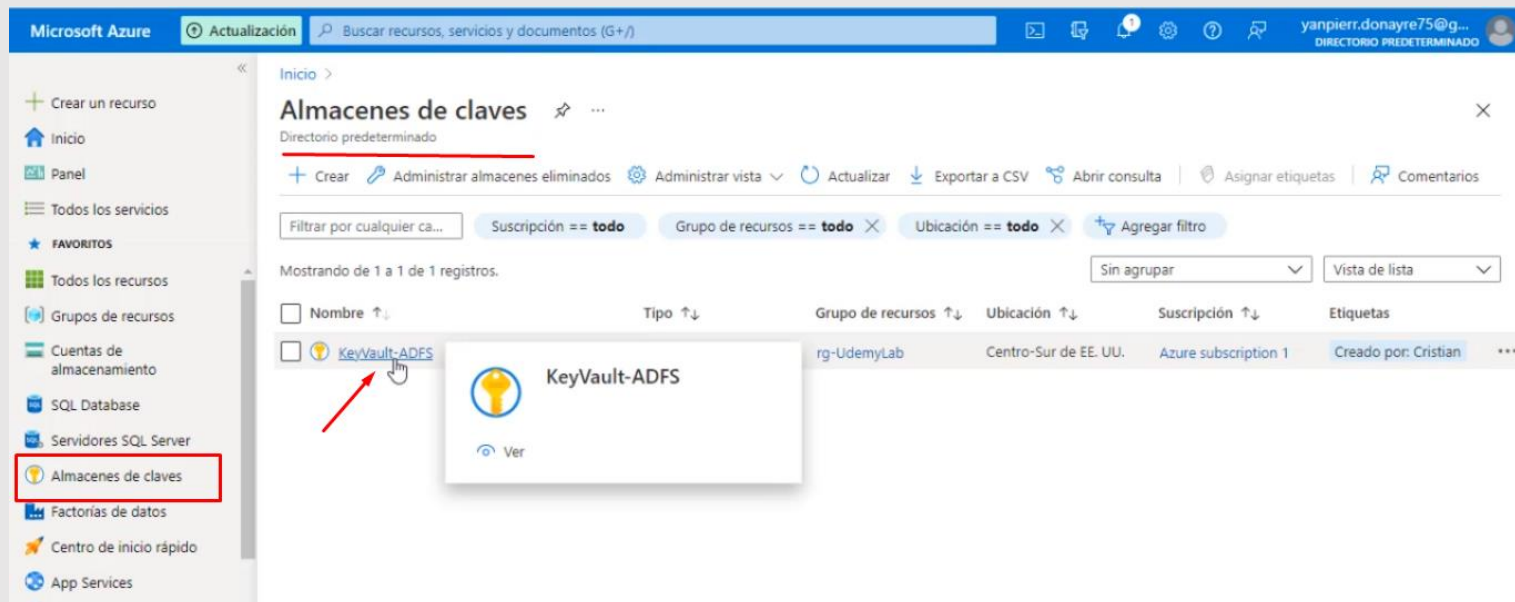 Microsoft Azure
Actualización
Buscar recursos, servicios y documentos (G+/)
1
yanpierr.donayre75@g...
DIRECTORIO PREDETERMINADO
Crear un recurso
Inicio
Panel
Todos los servicios
FAVORITOS
Todos los recursos
Grupos de recursos
Cuentas de
almacenamiento
SQL Database
Servidores SQL Server
Almacenes de claves
Factorías de datos
Centro de inicio rápido
App Services
Inicio >
Almacenes de claves
Directorio predeterminado
Crear
Administrar almacenes eliminados
Administrar vista
Actualizar
Exportar a CSV
Abrir consulta
Asignar etiquetas
Comentarios
Filtrar por cualquier ca...
Suscripción == todo
Grupo de recursos == todo
Ubicación == todo
Agregar filtro
Mostrando de 1 a 1 de 1 registros.
Sin agrupar
Vista de lista
Nombre
Tipo
Grupo de recursos
Ubicación
Suscripción
Etiquetas
KeyVault-ADFS
rg-UdemyLab
Centro-Sur de EE. UU.
Azure subscription 1
Creado por: Cristian
KeyVault-ADFS
Ver